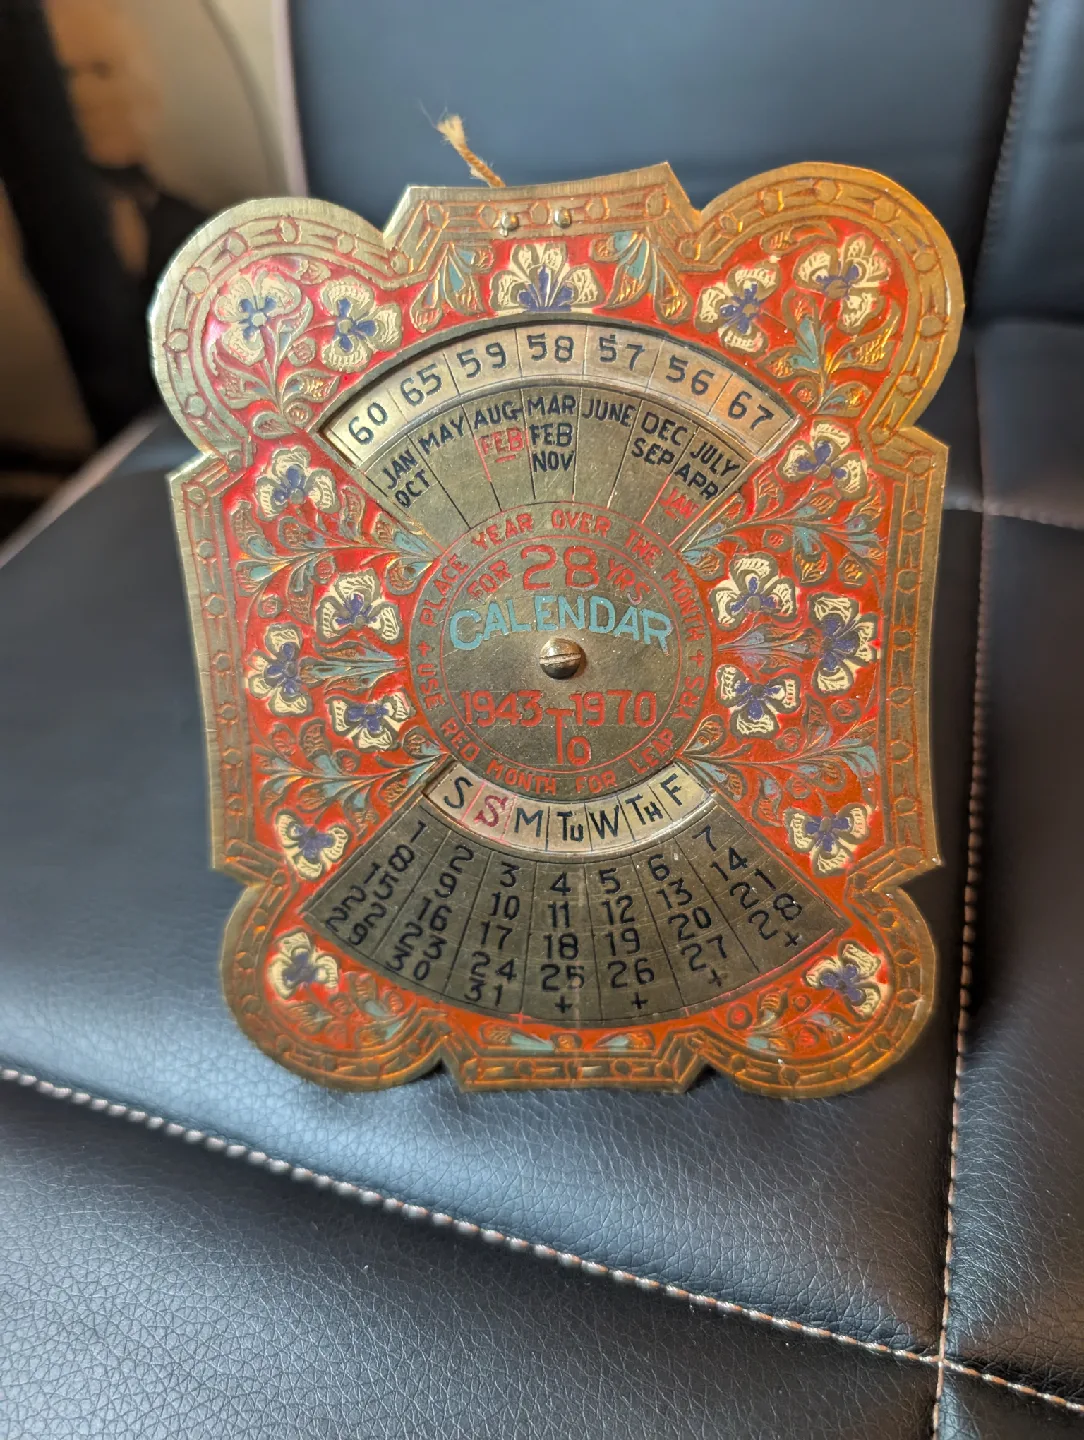 60 65 59 58 57 56 67
JAN MAY AUG MAR JUNE DEC JULY
OCT FEB FEB SEP APR
NOV JAN
+ PLACE YEAR OVER THE MONTH +
FOR 28 YRS
CALENDAR
1943 To 1970
USE RED MONTH FOR LEAP YRS
S S M TU W TH F
1 2 3 4 5 6 7
8 9 10 11 12 13 14
15 16 17 18 19 20 21
22 23 24 25 26 27 28
29 30 31 + + + +